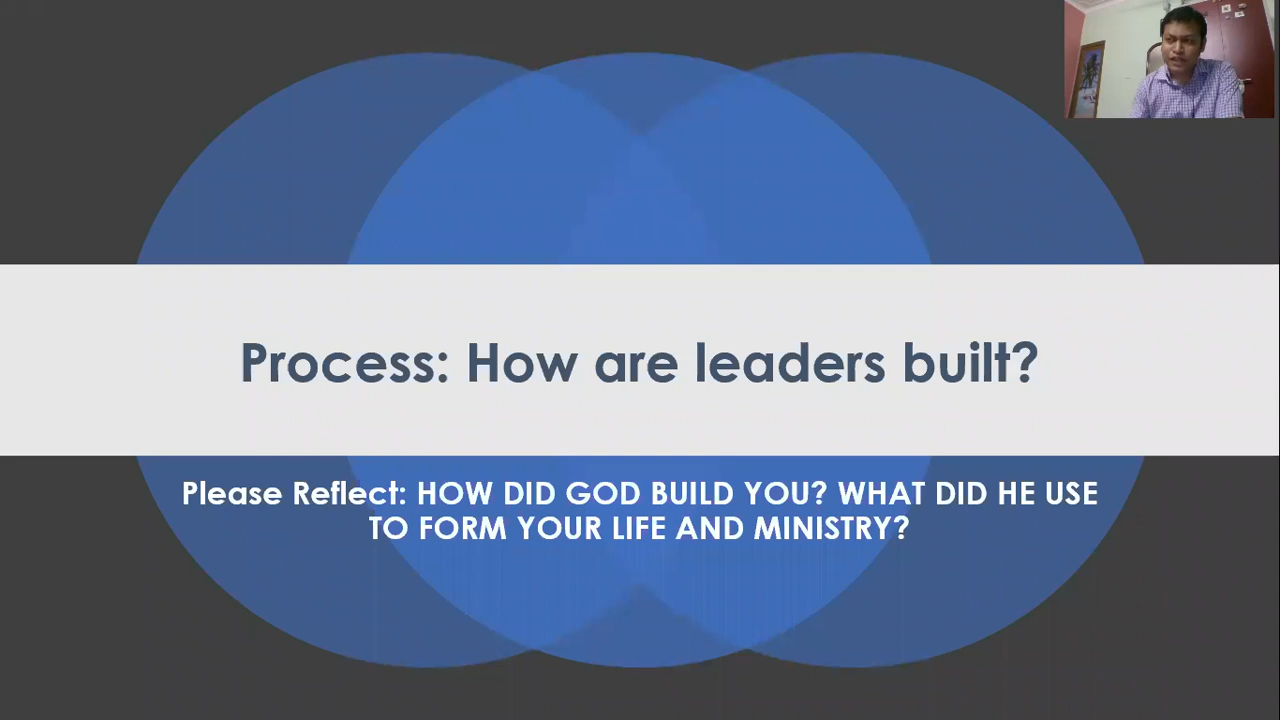 Process: How are leaders built?
Please Reflect: HOW DID GOD BUILD YOU? WHAT DID HE USE
TO FORM YOUR LIFE AND MINISTRY?